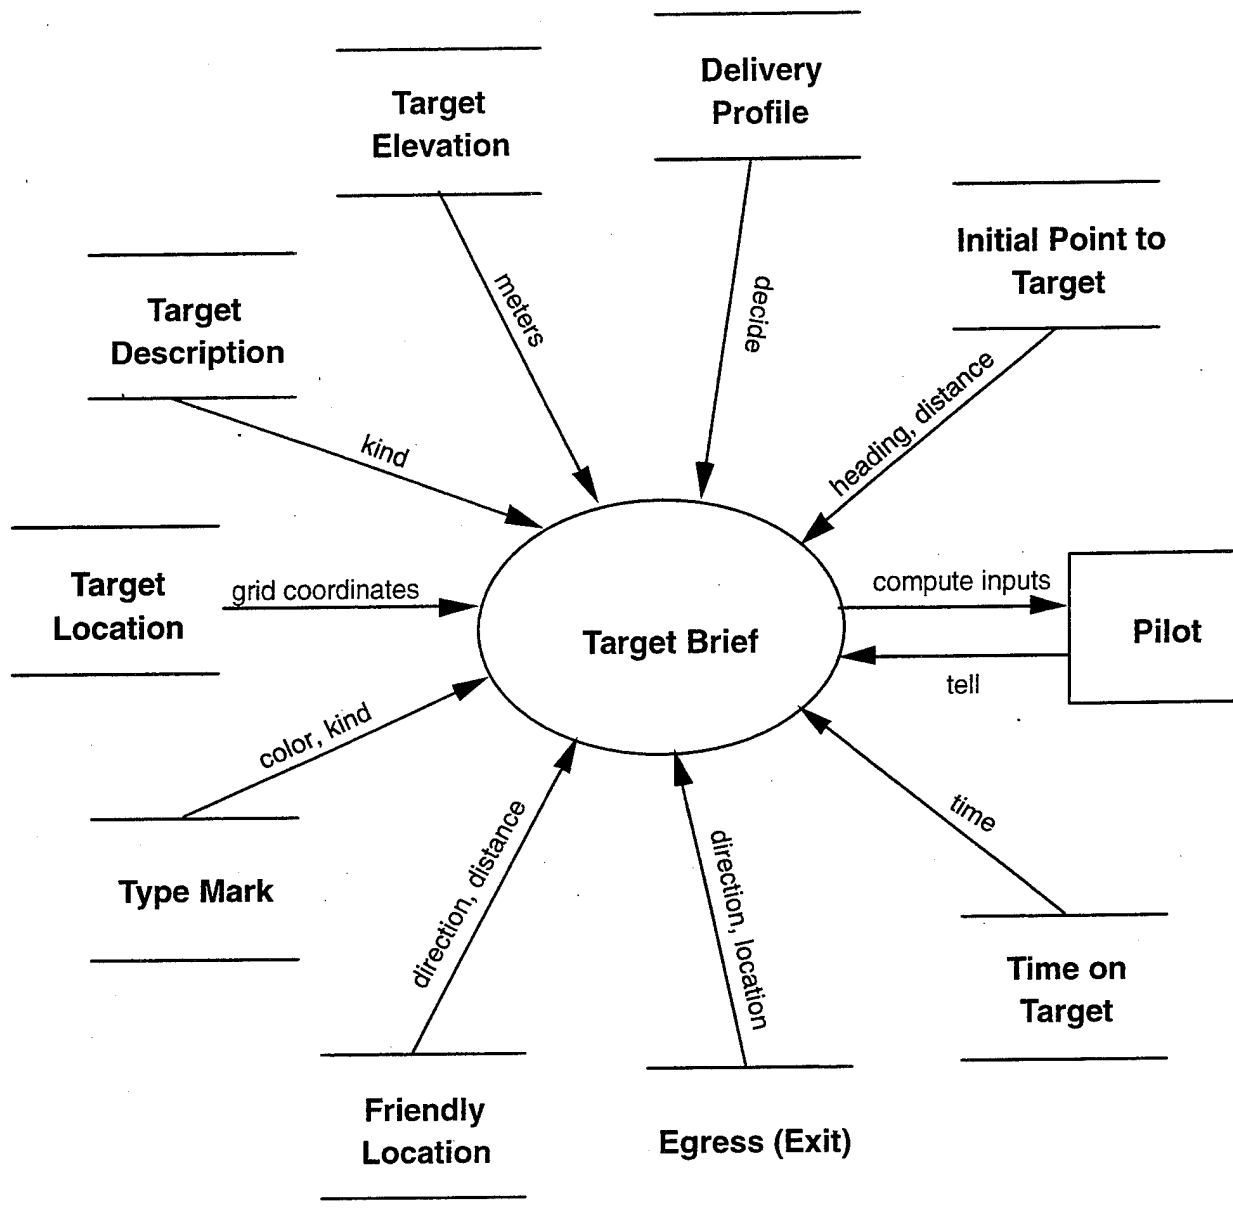 Delivery
Profile
Target
Elevation
Initial Point to
Target
Target
Description
meters
decide
heading, distance
kind
Target
Location
grid coordinates
compute inputs
Target Brief
Pilot
tell
color, kind
Type Mark
direction, distance
direction, location
time
Time on
Target
Friendly
Location
Egress (Exit)